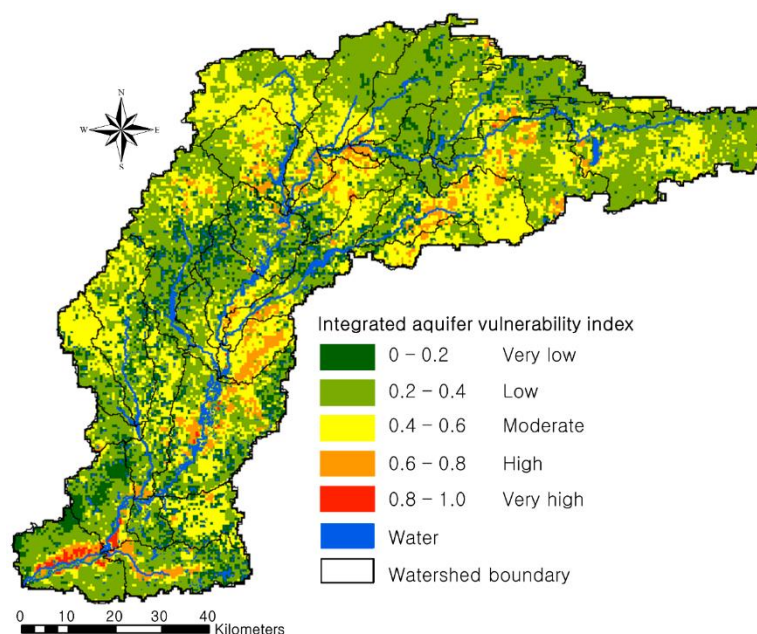 N
W E
S
Integrated aquifer vulnerability index
0 – 0.2 Very low
0.2 – 0.4 Low
0.4 – 0.6 Moderate
0.6 – 0.8 High
0.8 – 1.0 Very high
Water
Watershed boundary
0 10 20 30 40
Kilometers